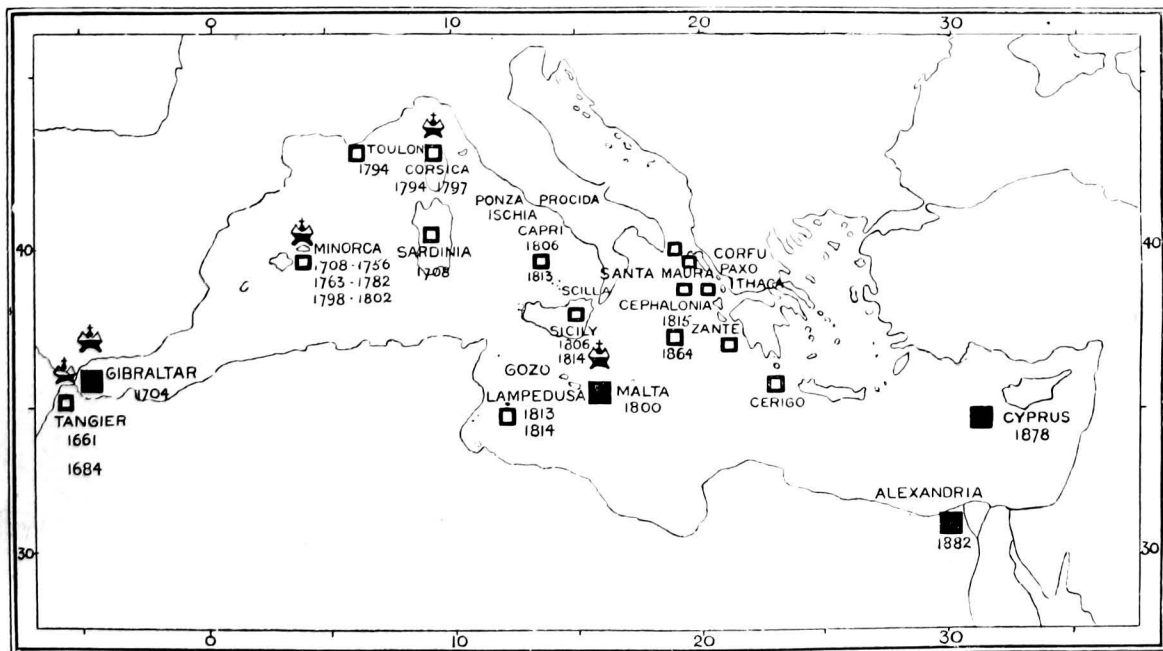 0
10
20
30
TOULON
1794
CORSICA
1794 1797
PONZA PROCIDA
ISCHIA
CAPRI
1806
1813
40
40
MINORCA
1708 - 1756
1763 - 1782
1798 - 1802
SARDINIA
1708
CORFU
PAXO
SANTA MAURA
ITHACA
SCILLA
SICILY
1806
1814
CEPHALONIA
1815
1864
ZANTE
GIBRALTAR
1704
GOZO
LAMPEDUSA
1813
1814
MALTA
1800
CERIGO
TANGIER
1661
1684
CYPRUS
1878
ALEXANDRIA
1882
30
30
0
10
20
30